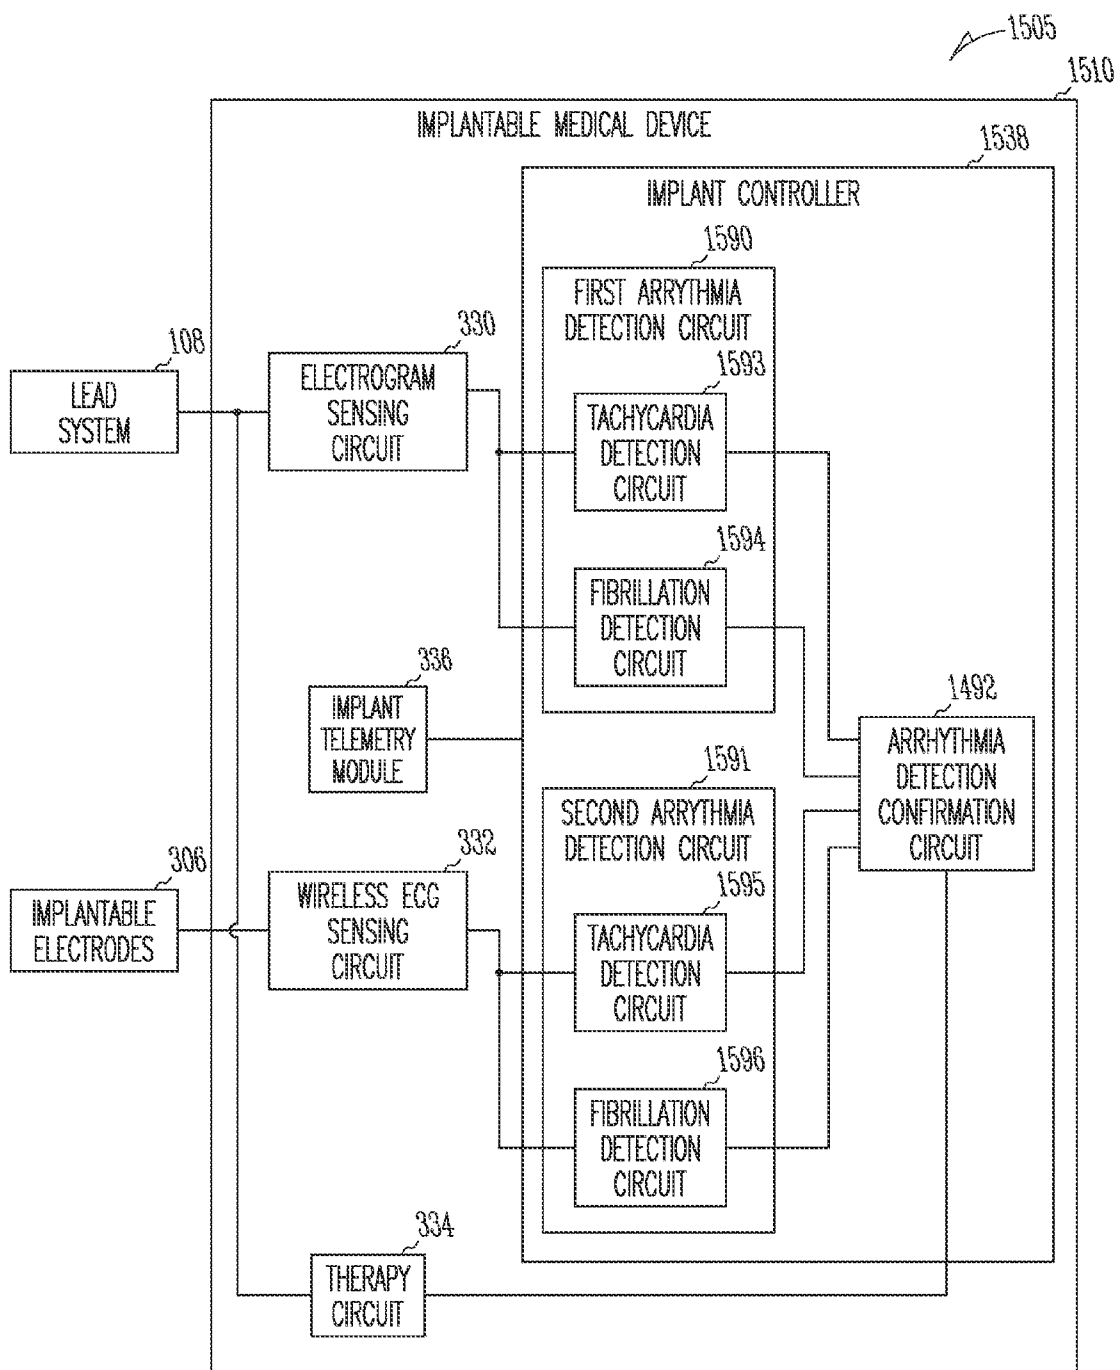 1505
1510
IMPLANTABLE MEDICAL DEVICE
1538
IMPLANT CONTROLLER
1590
FIRST ARRYTHMIA
DETECTION CIRCUIT
330
ELECTROGRAM
SENSING
CIRCUIT
108
LEAD
SYSTEM
1593
TACHYCARDIA
DETECTION
CIRCUIT
1594
FIBRILLATION
DETECTION
CIRCUIT
336
IMPLANT
TELEMETRY
MODULE
1492
ARRHYTHMIA
DETECTION
CONFIRMATION
CIRCUIT
1591
SECOND ARRYTHMIA
DETECTION CIRCUIT
306
IMPLANTABLE
ELECTRODES
332
WIRELESS ECG
SENSING
CIRCUIT
1595
TACHYCARDIA
DETECTION
CIRCUIT
1596
FIBRILLATION
DETECTION
CIRCUIT
334
THERAPY
CIRCUIT